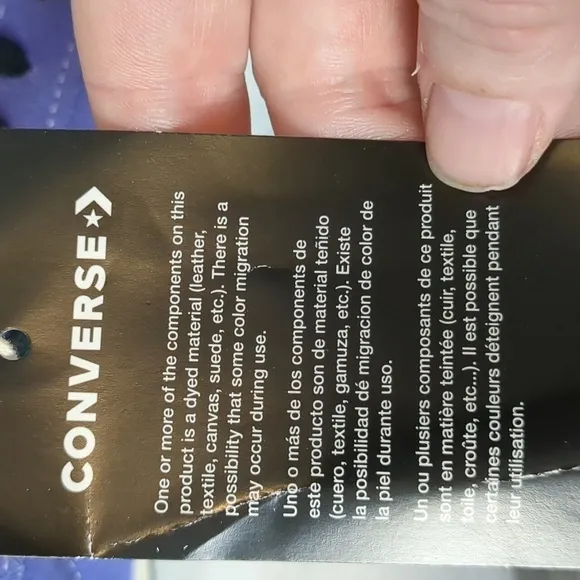 CONVERSE
One or more of the components on this
product is a dyed material (leather,
textile, canvas, suede, etc.). There is a
possibility that some color migration
may occur during use.
Uno o más de los componentes de
este producto son de material teñido
(cuero, textile, gamuza, etc.). Existe
la posibilidad dé migracion de color de
la piel durante uso.
Un ou plusiers composants de ce produit
sont en matière teintée (cuir, textile,
toile, croûte, etc...). Il est possible que
certaines couleurs déteignent pendant
leur utilisation.